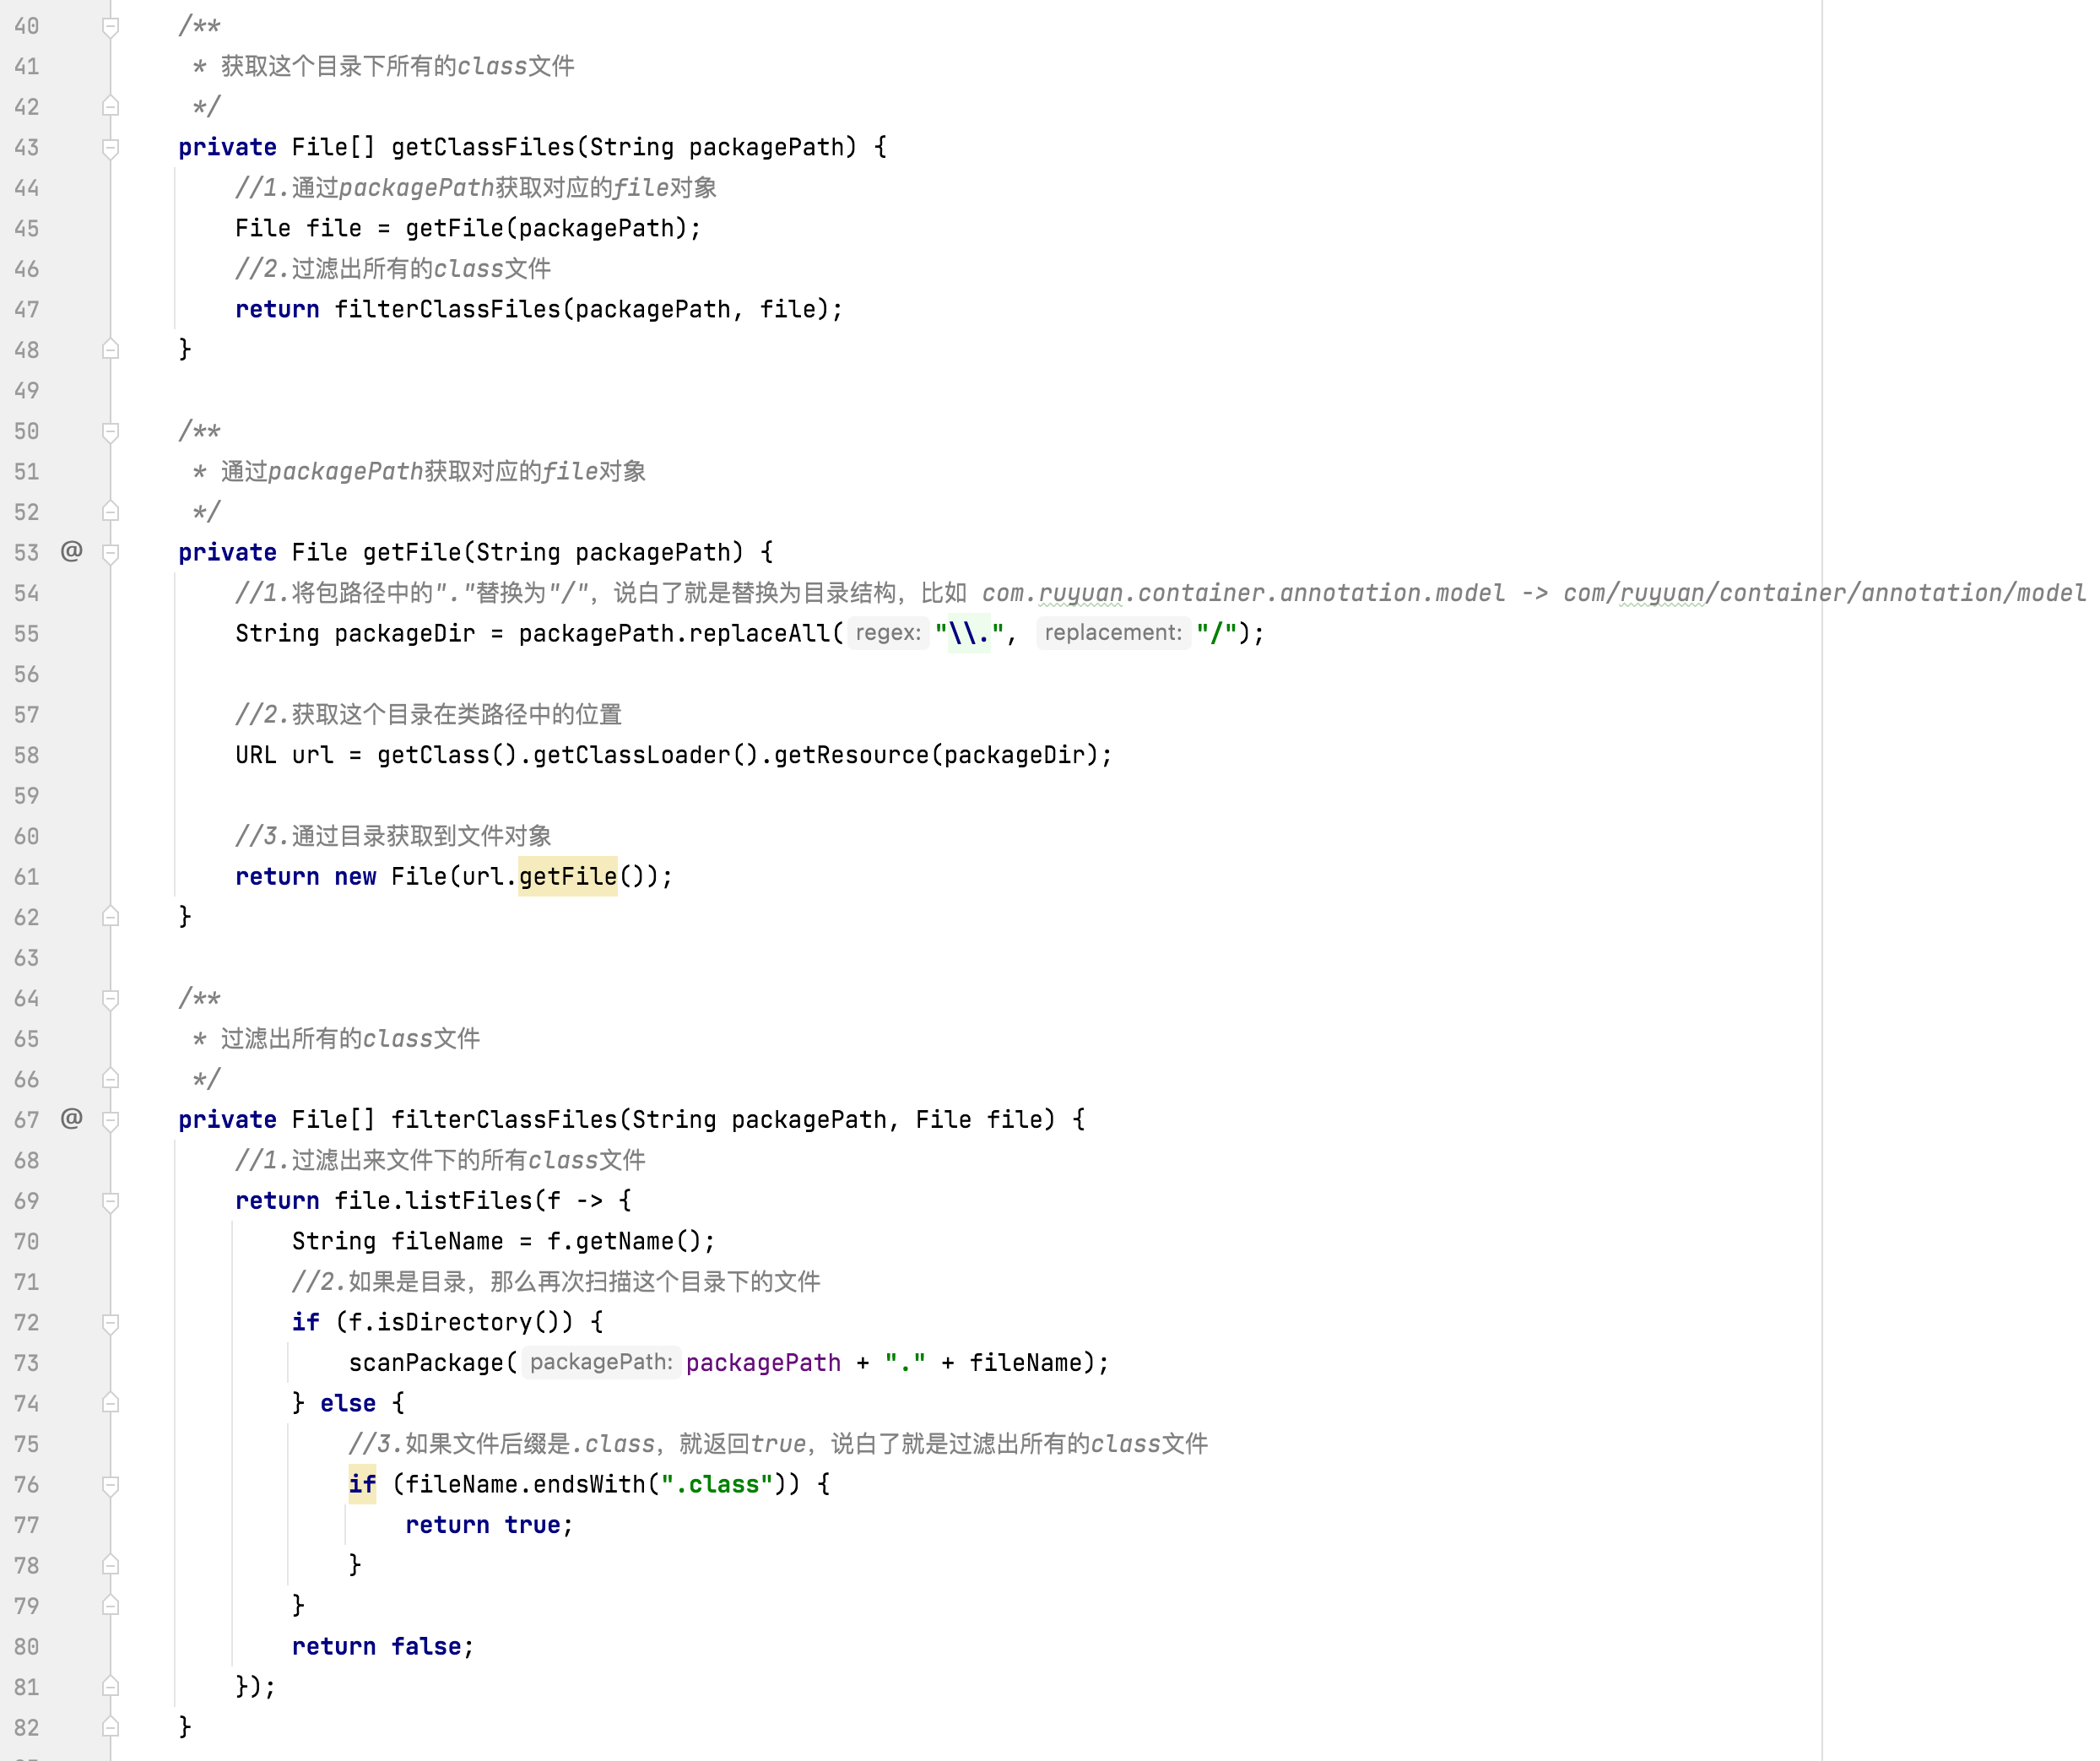 40 /**
41 * 获取这个目录下所有的class文件
42 */
43 private File[] getClassFiles(String packagePath) {
44 //1.通过packagePath获取对应的file对象
45 File file = getFile(packagePath);
46 //2.过滤出所有的class文件
47 return filterClassFiles(packagePath, file);
48 }
49
50 /**
51 * 通过packagePath获取对应的file对象
52 */
53 @ private File getFile(String packagePath) {
54 //1.将包路径中的"."替换为"/"，说白了就是替换为目录结构，比如 com.ruyuan.container.annotation.model -> com/ruyuan/container/annotation/model
55 String packageDir = packagePath.replaceAll( regex: "\\.", replacement: "/");
56
57 //2.获取这个目录在类路径中的位置
58 URL url = getClass().getClassLoader().getResource(packageDir);
59
60 //3.通过目录获取到文件对象
61 return new File(url.getFile());
62 }
63
64 /**
65 * 过滤出所有的class文件
66 */
67 @ private File[] filterClassFiles(String packagePath, File file) {
68 //1.过滤出来文件下的所有class文件
69 return file.listFiles(f -> {
70 String fileName = f.getName();
71 //2.如果是目录，那么再次扫描这个目录下的文件
72 if (f.isDirectory()) {
73 scanPackage( packagePath: packagePath + "." + fileName);
74 } else {
75 //3.如果文件后缀是.class，就返回true，说白了就是过滤出所有的class文件
76 if (fileName.endsWith(".class")) {
77 return true;
78 }
79 }
80 return false;
81 });
82 }